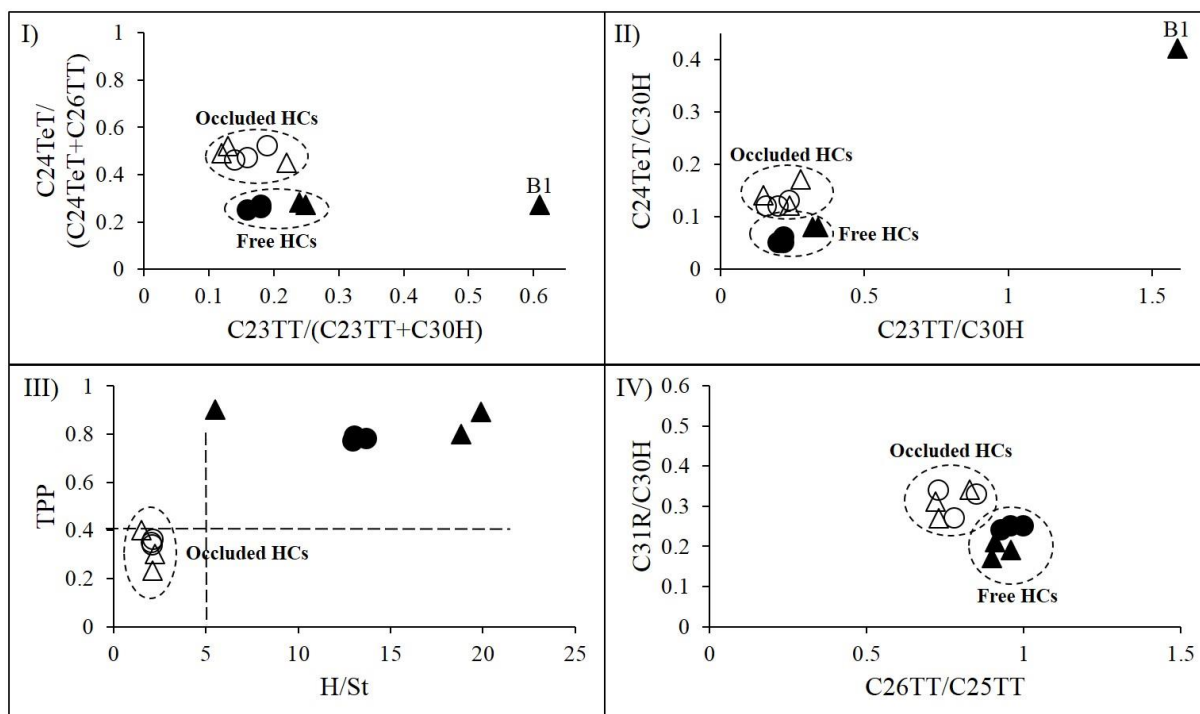 I)
C24TeT/
(C24TeT+C26TT)
1
0.8
0.6
0.4
0.2
0
Occluded HCs
Free HCs
B1
0 0.1 0.2 0.3 0.4 0.5 0.6
C23TT/(C23TT+C30H)
II)
C24TeT/C30H
0.4
0.3
0.2
0.1
0
B1
Occluded HCs
Free HCs
0 0.5 1 1.5
C23TT/C30H
III)
TPP
1
0.8
0.6
0.4
0.2
0
Occluded HCs
0 5 10 15 20 25
H/St
IV)
C31R/C30H
0.6
0.5
0.4
0.3
0.2
0.1
0
Occluded HCs
Free HCs
0 0.5 1 1.5
C26TT/C25TT